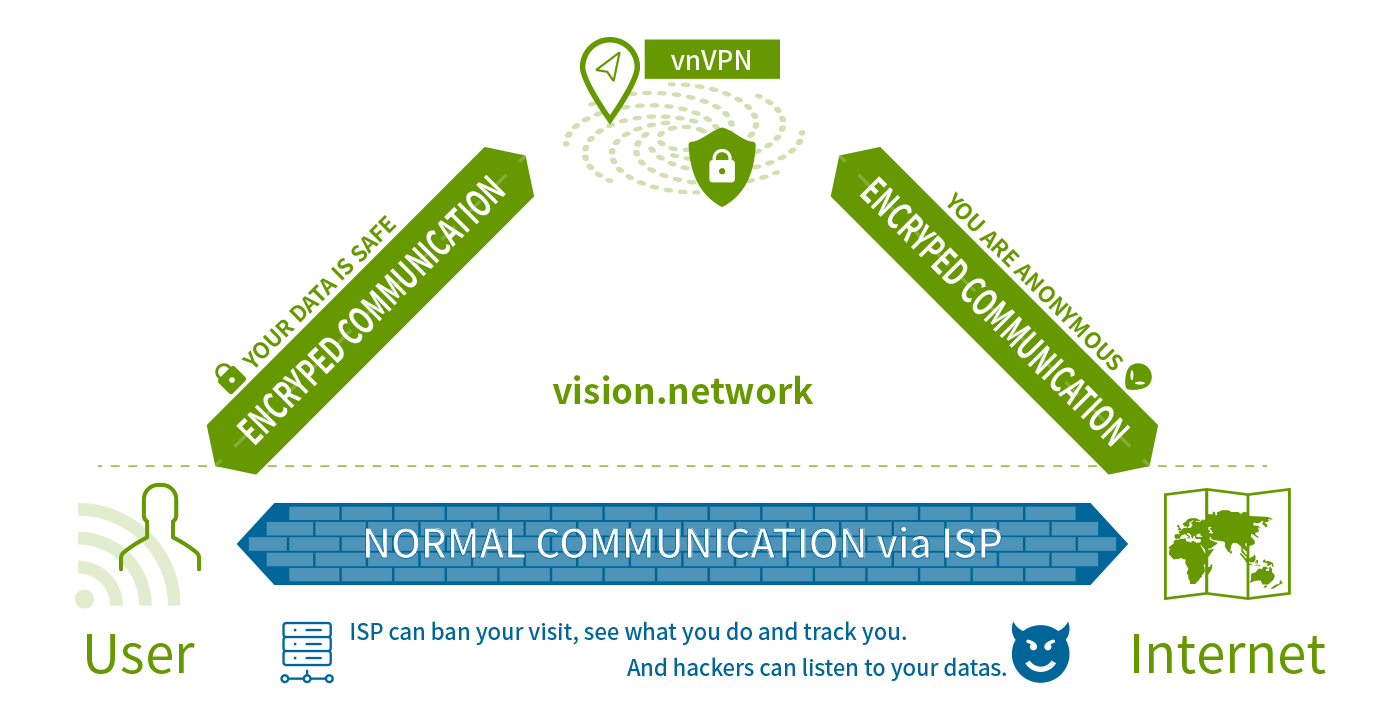 vnVPN
YOUR DATA IS SAFE
ENCRYPED COMMUNICATION
YOU ARE ANONYMOUS
ENCRYPED COMMUNICATION
vision.network
NORMAL COMMUNICATION via ISP
User
Internet
ISP can ban your visit, see what you do and track you.
And hackers can listen to your datas.